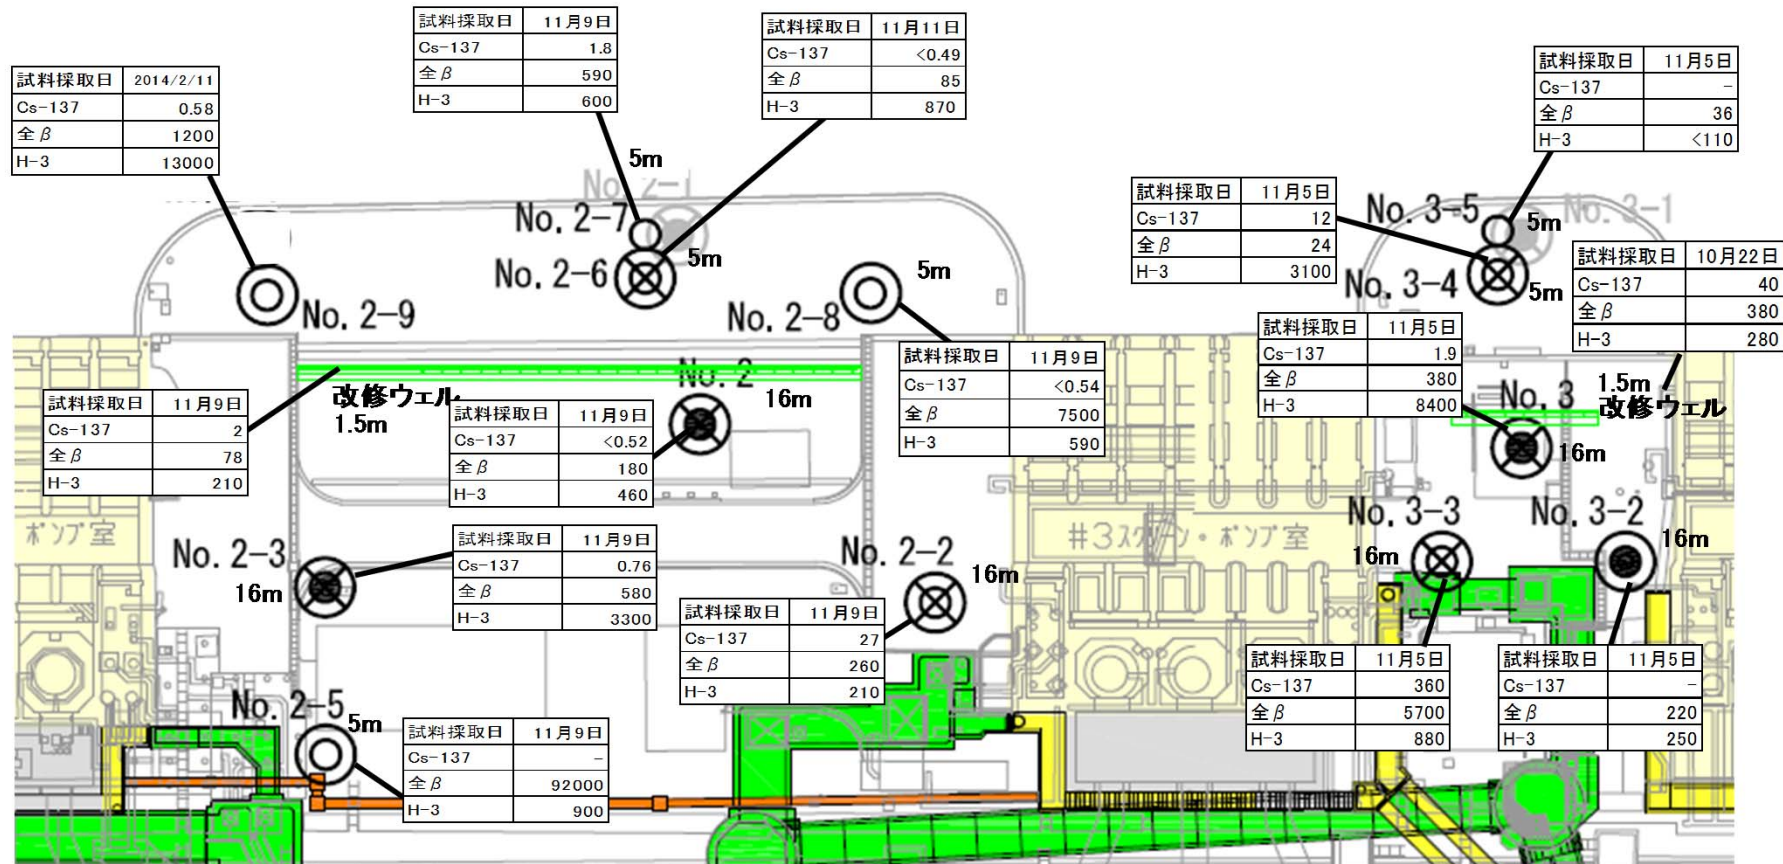 試料採取日 11月9日
Cs-137 1.8
全β 590
H-3 600
試料採取日 11月11日
Cs-137 <0.49
全β 85
H-3 870
試料採取日 11月5日
Cs-137 -
全β 36
H-3 <110
試料採取日 2014/2/11
Cs-137 0.58
全β 1200
H-3 13000
5m
No. 2-1
No. 2-7
No. 2-6
5m
試料採取日 11月5日
Cs-137 12
全β 24
H-3 3100
No. 3-5
5m
No. 3-1
No. 3-4
5m
試料採取日 10月22日
Cs-137 40
全β 380
H-3 280
No. 2-9
No. 2-8
5m
試料採取日 11月5日
Cs-137 1.9
全β 380
H-3 8400
試料採取日 11月9日
Cs-137 <0.54
全β 7500
H-3 590
No. 2
16m
改修ウェル
1.5m
試料採取日 11月9日
Cs-137 2
全β 78
H-3 210
試料採取日 11月9日
Cs-137 <0.52
全β 180
H-3 460
No. 3
16m
1.5m
改修ウェル
ポンプ室
No. 2-3
16m
試料採取日 11月9日
Cs-137 0.76
全β 580
H-3 3300
No. 2-2
16m
#3スクリーン・ポンプ室
No. 3-3
16m
No. 3-2
16m
試料採取日 11月9日
Cs-137 27
全β 260
H-3 210
試料採取日 11月5日
Cs-137 360
全β 5700
H-3 880
試料採取日 11月5日
Cs-137 -
全β 220
H-3 250
No. 2-5
5m
試料採取日 11月9日
Cs-137 -
全β 92000
H-3 900